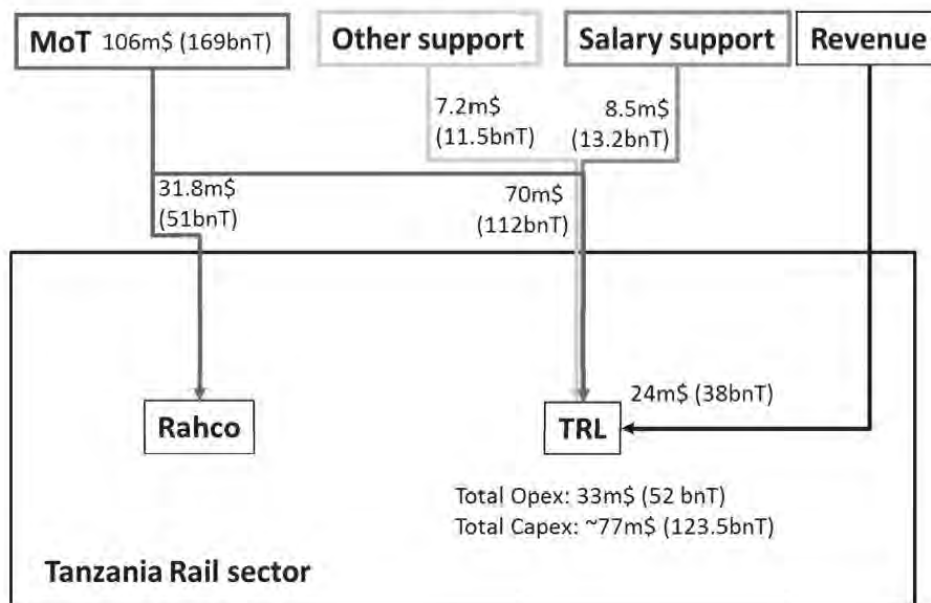 MoT 106m$ (169bnT)
Other support
Salary support
Revenue
7.2m$
(11.5bnT)
8.5m$
(13.2bnT)
31.8m$
(51bnT)
70m$
(112bnT)
Rahco
TRL
24m$ (38bnT)
Total Opex: 33m$ (52 bnT)
Total Capex: ~77m$ (123.5bnT)
Tanzania Rail sector